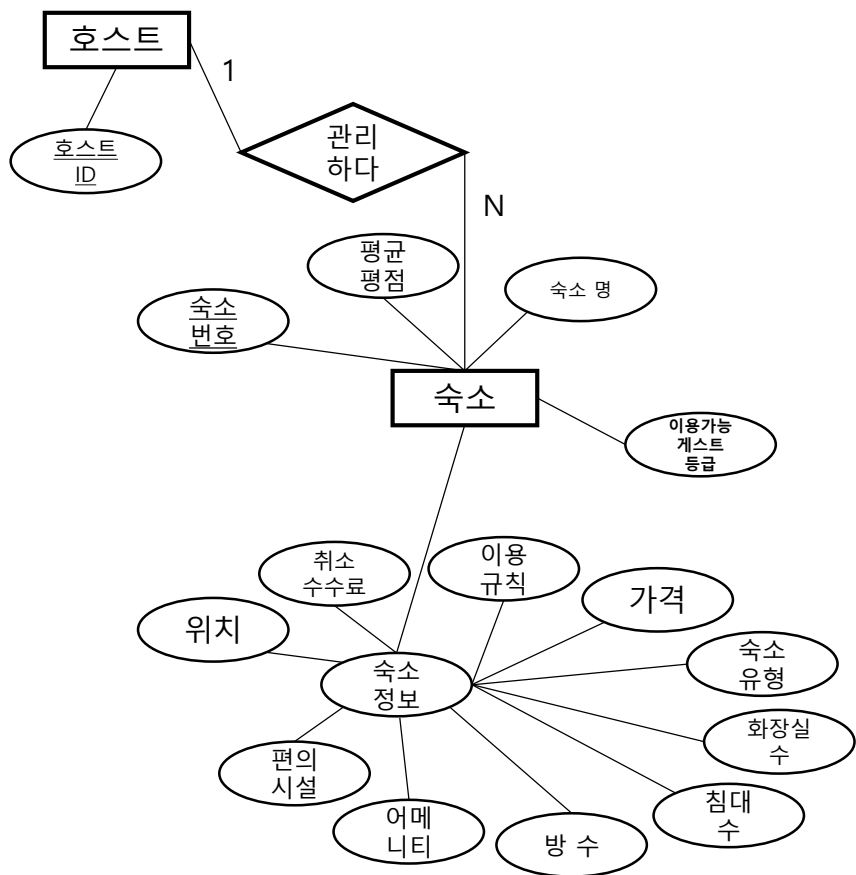 호스트
1
호스트
ID
관리
하다
N
평균
평점
숙소 명
숙소
번호
숙소
이용가능
게스트
등급
취소
수수료
이용
규칙
가격
위치
숙소
유형
숙소
정보
화장실
수
편의
시설
침대
수
어메
니티
방 수